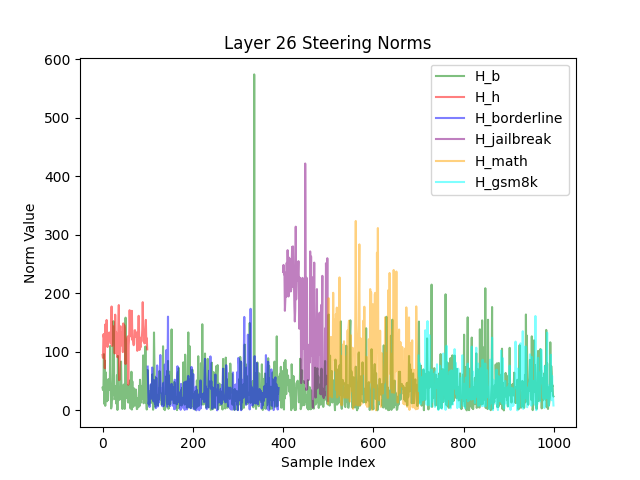 Layer 26 Steering Norms
600
500
400
300
200
100
0
Norm Value
0
200
400
600
800
1000
Sample Index
H_b
H_h
H_borderline
H_jailbreak
H_math
H_gsm8k